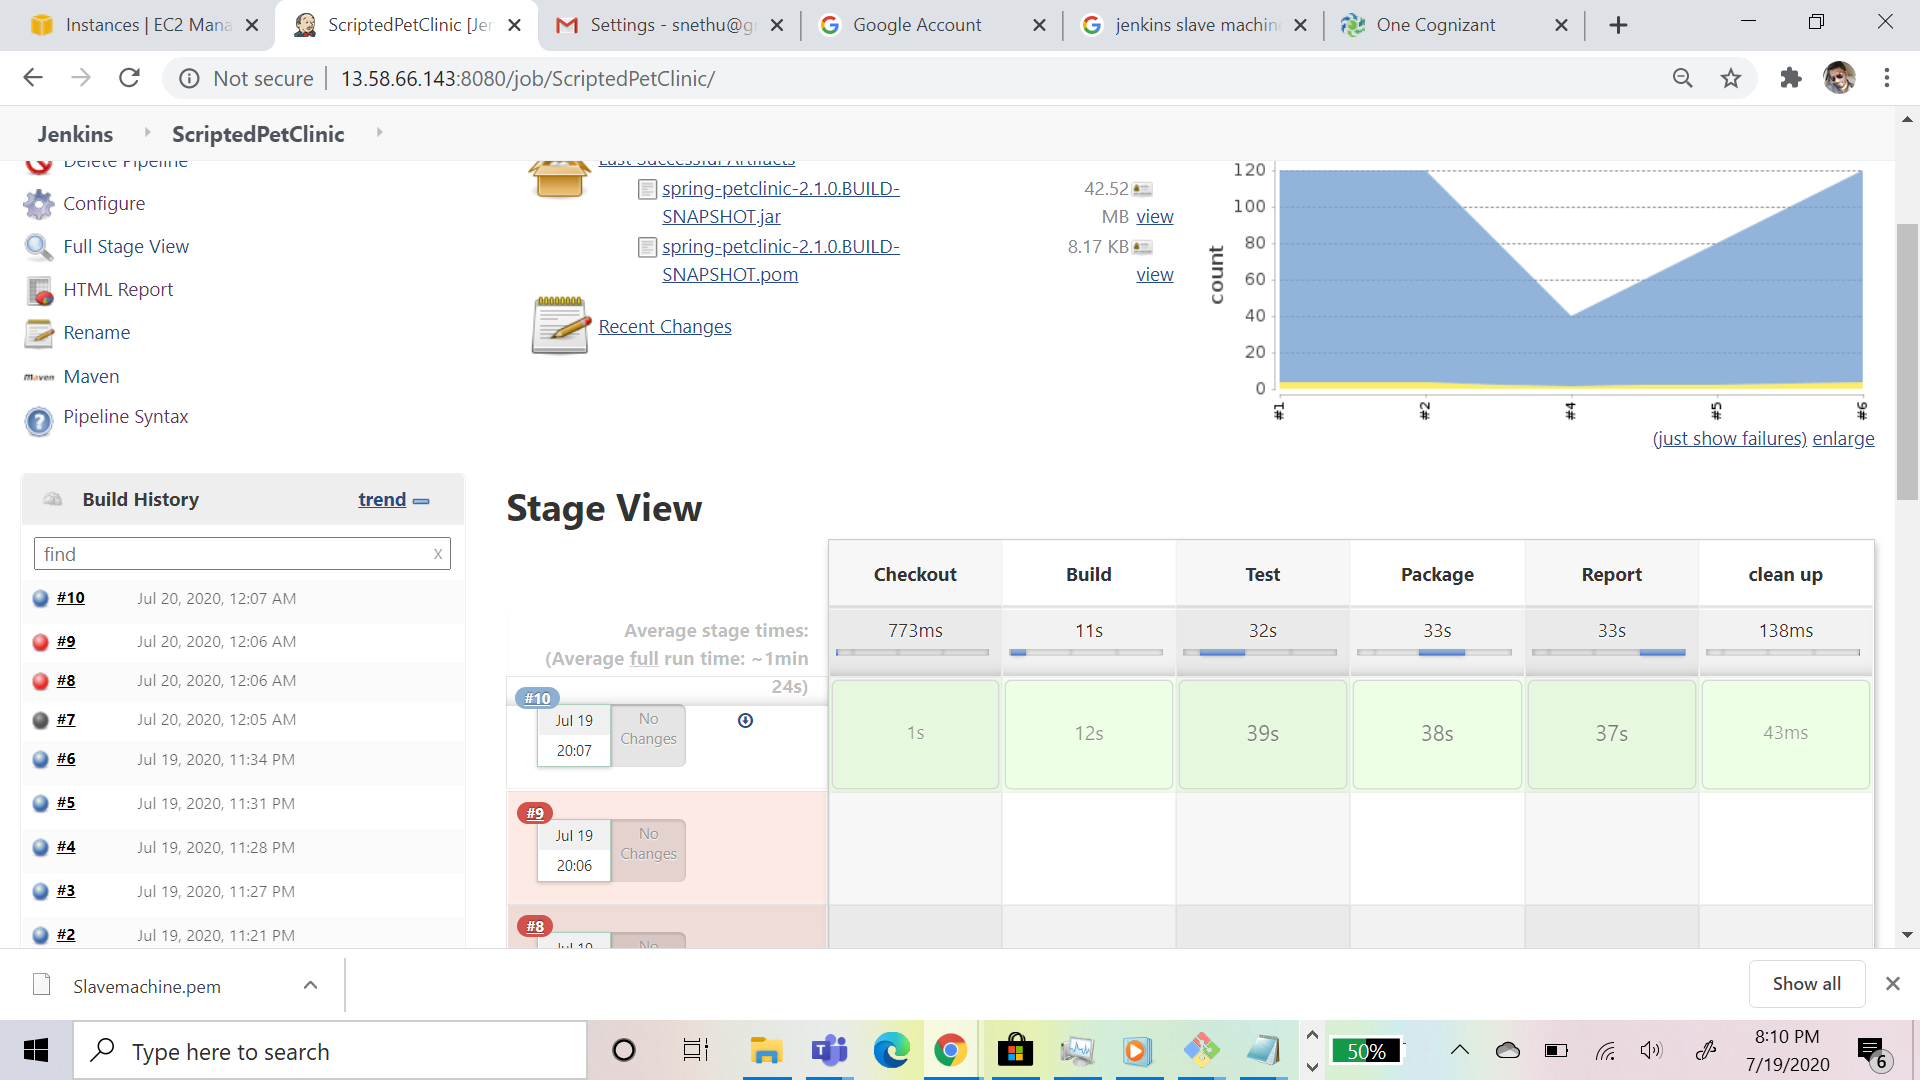 Instances | EC2 Mana
ScriptedPetClinic [Jen
Settings - snethu@g
Google Account
jenkins slave machin
One Cognizant
Not secure
13.58.66.143:8080/job/ScriptedPetClinic/
Jenkins
ScriptedPetClinic
Delete Pipeline
Configure
Full Stage View
HTML Report
Rename
Maven
Maven
Pipeline Syntax
Last Successful Artifacts
spring-petclinic-2.1.0.BUILD-
SNAPSHOT.jar
42.52
MB view
spring-petclinic-2.1.0.BUILD-
SNAPSHOT.pom
8.17 KB
view
Recent Changes
count
120
100
80
60
40
20
0
#1
#2
#4
#5
#6
(just show failures) enlarge
Build History
trend
find
x
#10 Jul 20, 2020, 12:07 AM
#9 Jul 20, 2020, 12:06 AM
#8 Jul 20, 2020, 12:06 AM
#7 Jul 20, 2020, 12:05 AM
#6 Jul 19, 2020, 11:34 PM
#5 Jul 19, 2020, 11:31 PM
#4 Jul 19, 2020, 11:28 PM
#3 Jul 19, 2020, 11:27 PM
#2 Jul 19, 2020, 11:21 PM
Stage View
Checkout Build Test Package Report clean up
Average stage times:
(Average full run time: ~1min
24s)
773ms 11s 32s 33s 33s 138ms
#10
Jul 19
20:07
No
Changes
1s 12s 39s 38s 37s 43ms
#9
Jul 19
20:06
No
Changes
#8
Jul 19
No
Slavemachine.pem
Show all
Type here to search
50%
8:10 PM
7/19/2020
6